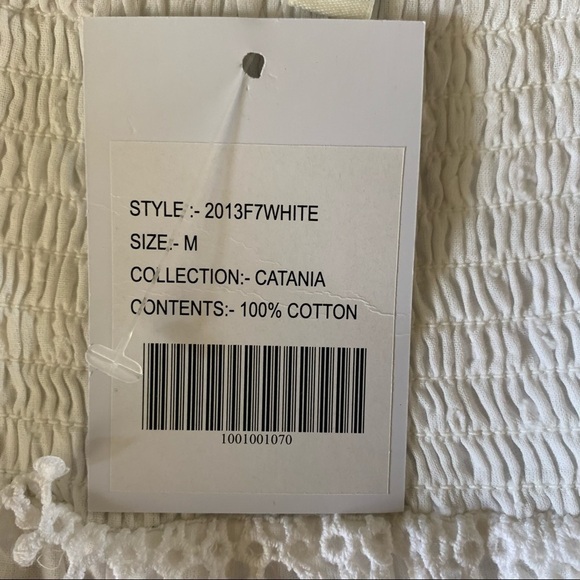 STYLE :- 2013F7WHITE
SIZE:- M
COLLECTION:- CATANIA
CONTENTS:- 100% COTTON
1001001070